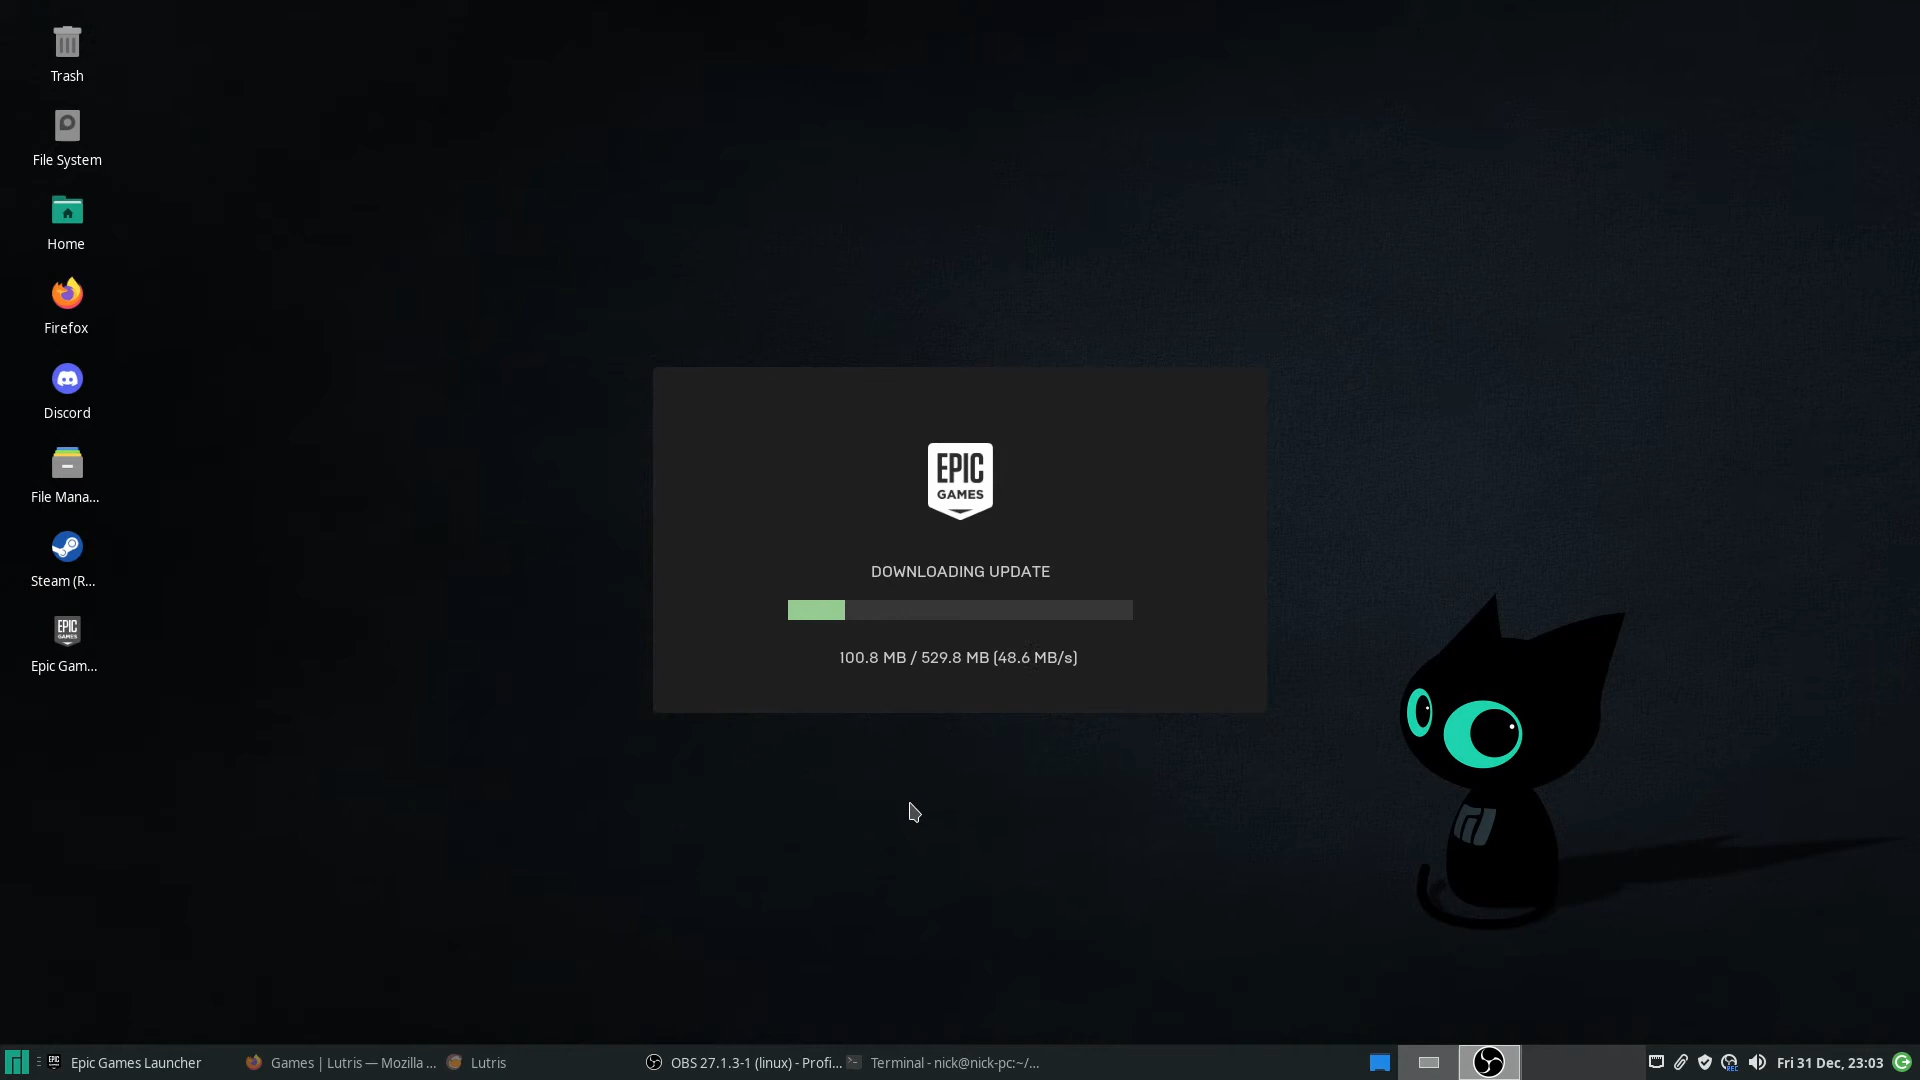 Trash
File System
Home
Firefox
Discord
File Mana...
Steam (R...
EPIC
GAMES
Epic Gam...
EPIC
GAMES
DOWNLOADING UPDATE
100.8 MB / 529.8 MB (48.6 MB/s)
Epic Games Launcher
Games | Lutris — Mozilla ...
Lutris
OBS 27.1.3-1 (linux) - Profi...
Terminal - nick@nick-pc:~/...
REC
Fri 31 Dec, 23:03